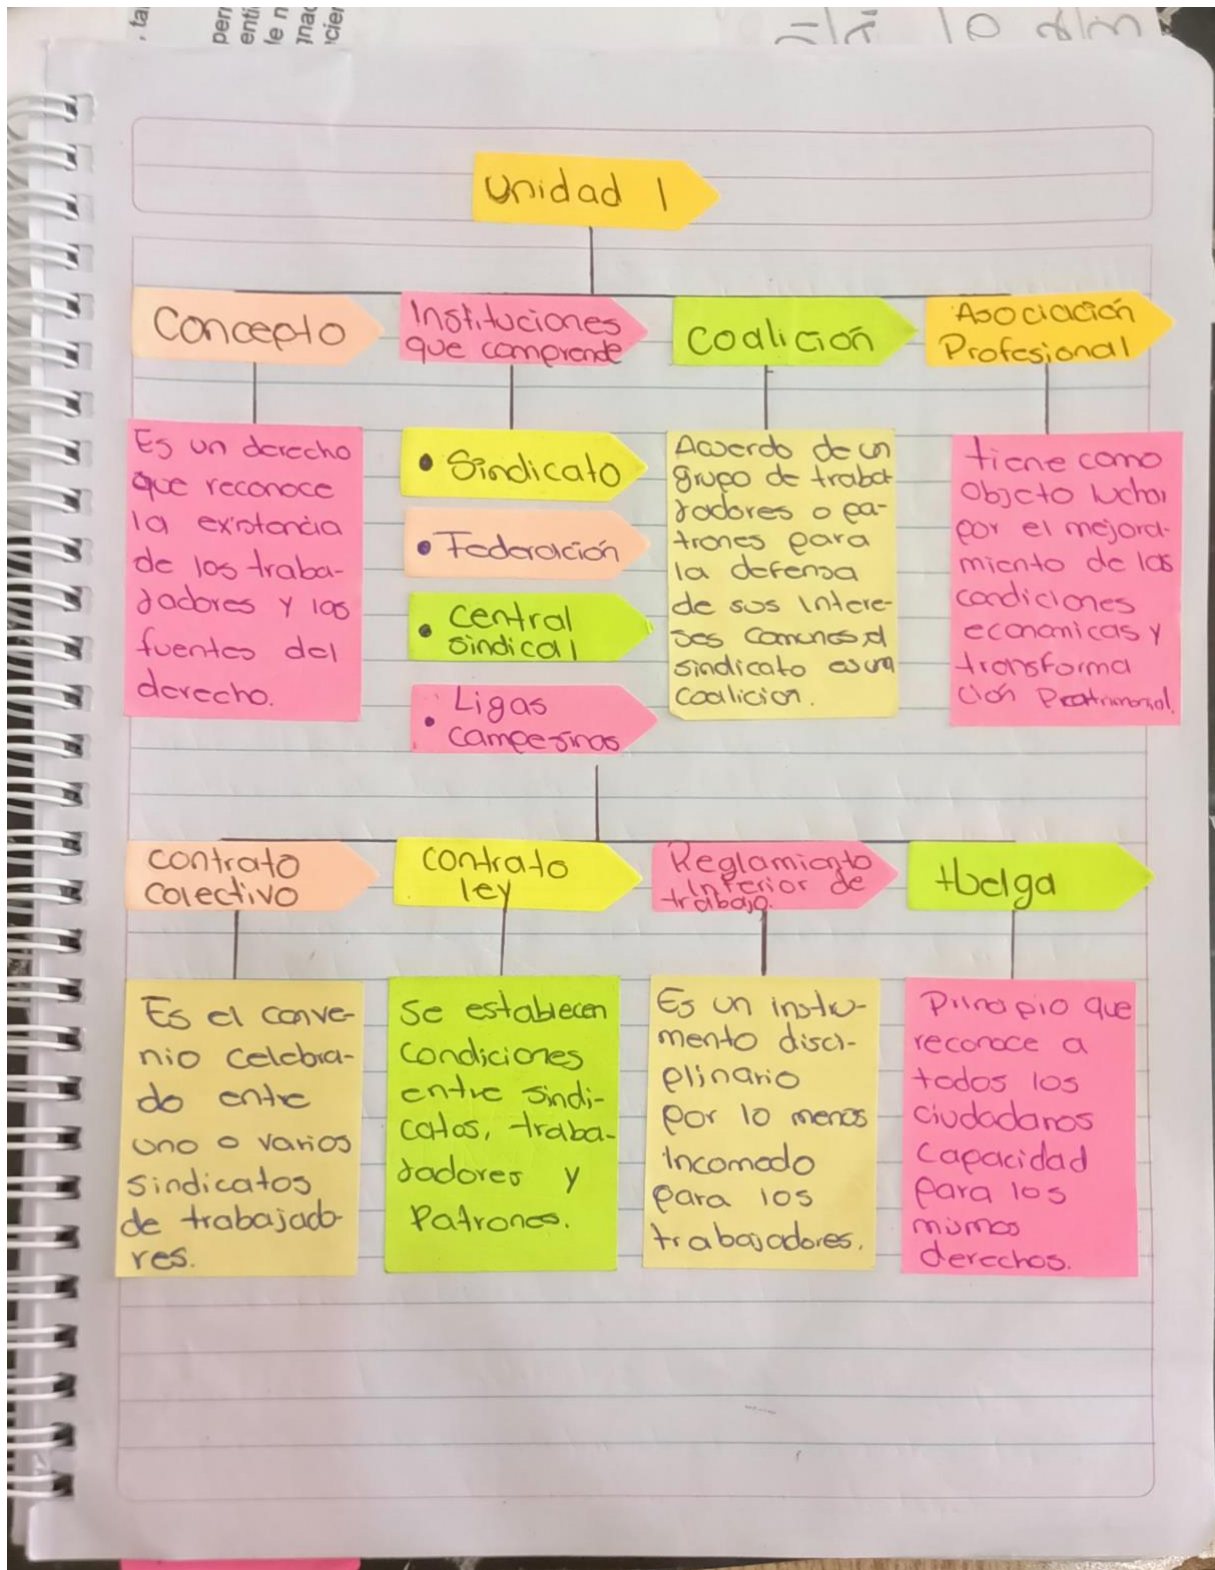 Unidad 1
Concepto
Instituciones
que comprende
Coalición
Asociación
Profesional
Es un derecho
que reconoce
la existencia
de los traba-
jadores y las
fuentes del
derecho.
• Sindicato
• Federación
• Central
sindical
• Ligas
campesinas
Acuerdo de un
grupo de traba
jadores o pa-
trones para
la defensa
de sus intere-
ses comunes, el
sindicato es una
coalicion.
tiene como
objeto luchar
por el mejora-
miento de las
condiciones
economicas y
transforma
ción Patrimonial.
contrato
colectivo
contrato
ley
Reglamiento
Interior de
trabajo.
Huelga
Es el conve-
nio celebra-
do entre
uno o varios
sindicatos
de trabajado
res.
Se establecen
condiciones
entre sindi-
catos, traba-
jadores y
Patrones.
Es un instru-
mento disci-
plinario
por lo menos
incomodo
para los
trabajadores.
Principio que
reconoce a
todos los
ciudadanos
capacidad
para los
mismos
derechos.